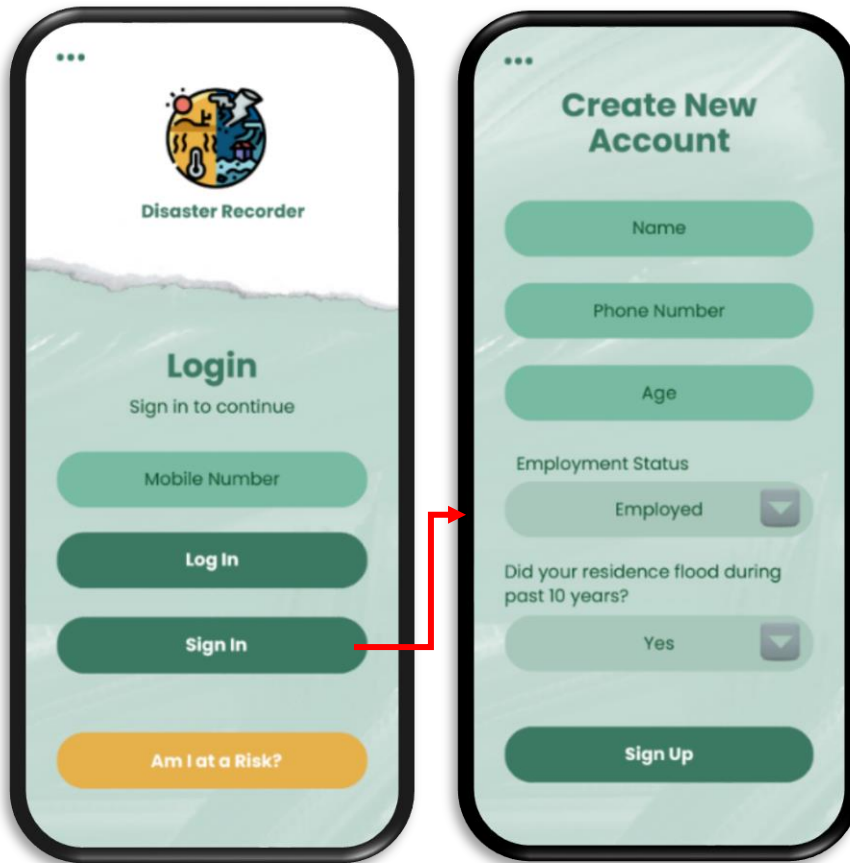 Disaster Recorder
Login
Sign in to continue
Mobile Number
Log In
Sign In
Am I at a Risk?
Create New
Account
Name
Phone Number
Age
Employment Status
Employed
Did your residence flood during
past 10 years?
Yes
Sign Up